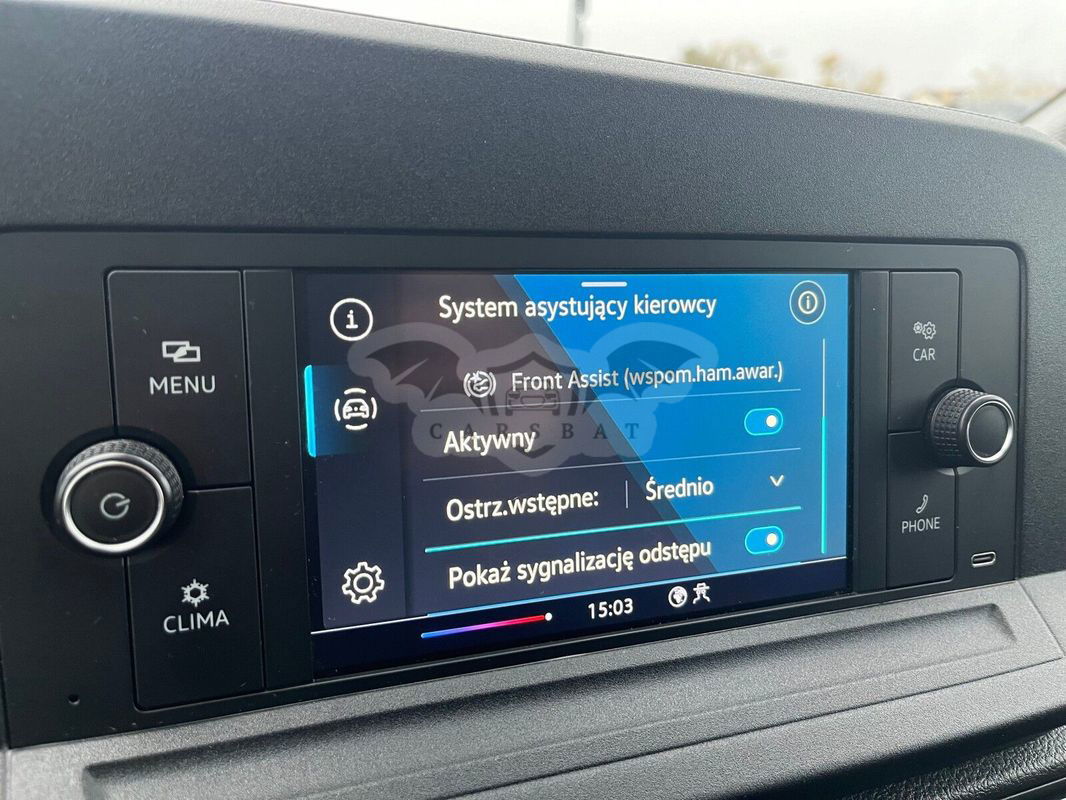 MENU
CLIMA
System asystujący kierowcy
Front Assist (wspom.ham.awar.)
CARSBAT
Aktywny
Ostrz.wstępne: Średnio
Pokaż sygnalizację odstępu
15:03
CAR
PHONE